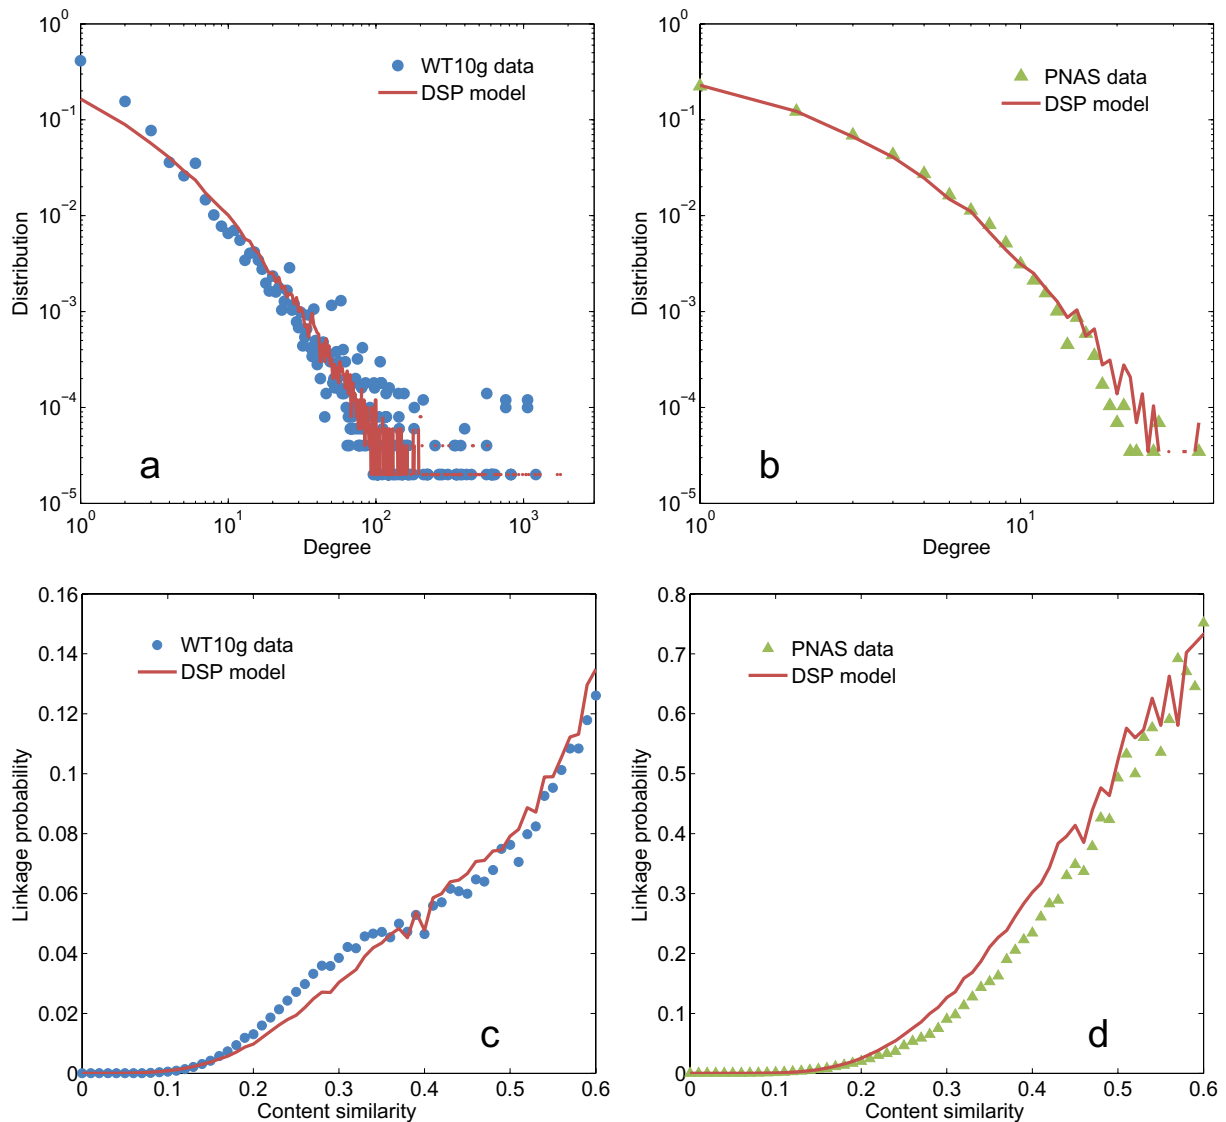 10^0
10^-1
10^-2
10^-3
10^-4
10^-5
Distribution
WT10g data
DSP model
a
10^0
10^1
10^2
10^3
Degree
10^0
10^-1
10^-2
10^-3
10^-4
10^-5
Distribution
PNAS data
DSP model
b
10^0
10^1
Degree
0.16
0.14
0.12
0.1
0.08
0.06
0.04
0.02
0
Linkage probability
WT10g data
DSP model
c
0
0.1
0.2
0.3
0.4
0.5
0.6
Content similarity
0.8
0.7
0.6
0.5
0.4
0.3
0.2
0.1
0
Linkage probability
PNAS data
DSP model
d
0
0.1
0.2
0.3
0.4
0.5
0.6
Content similarity